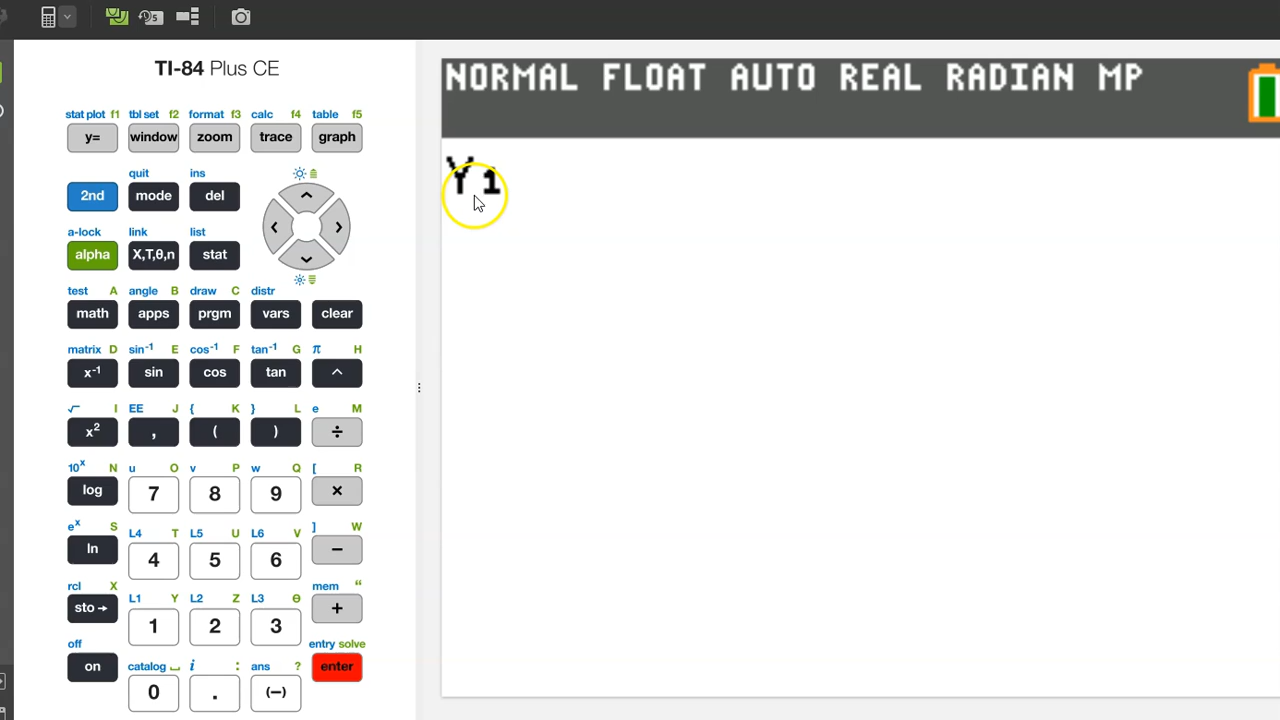 TI-84 Plus CE
stat plot f1 tbl set f2 format f3 calc f4 table f5
y= window zoom trace graph
quit ins
2nd mode del
a-lock link list
alpha X,T,θ,n stat
test A angle B draw C distr
math apps prgm vars clear
matrix D sin⁻¹ E cos⁻¹ F tan⁻¹ G π H
x⁻¹ sin cos tan ^
√ I EE J { K } L e M
x² , ( ) ÷
10ˣ N u O v P w Q [ R
log 7 8 9 ×
eˣ S L4 T L5 U L6 V ] W
ln 4 5 6 −
rcl X L1 Y L2 Z L3 θ mem “
sto→ 1 2 3 +
off catalog ⎵ i : ans ? entry solve
on 0 . (−) enter
NORMAL FLOAT AUTO REAL RADIAN MP
Y1